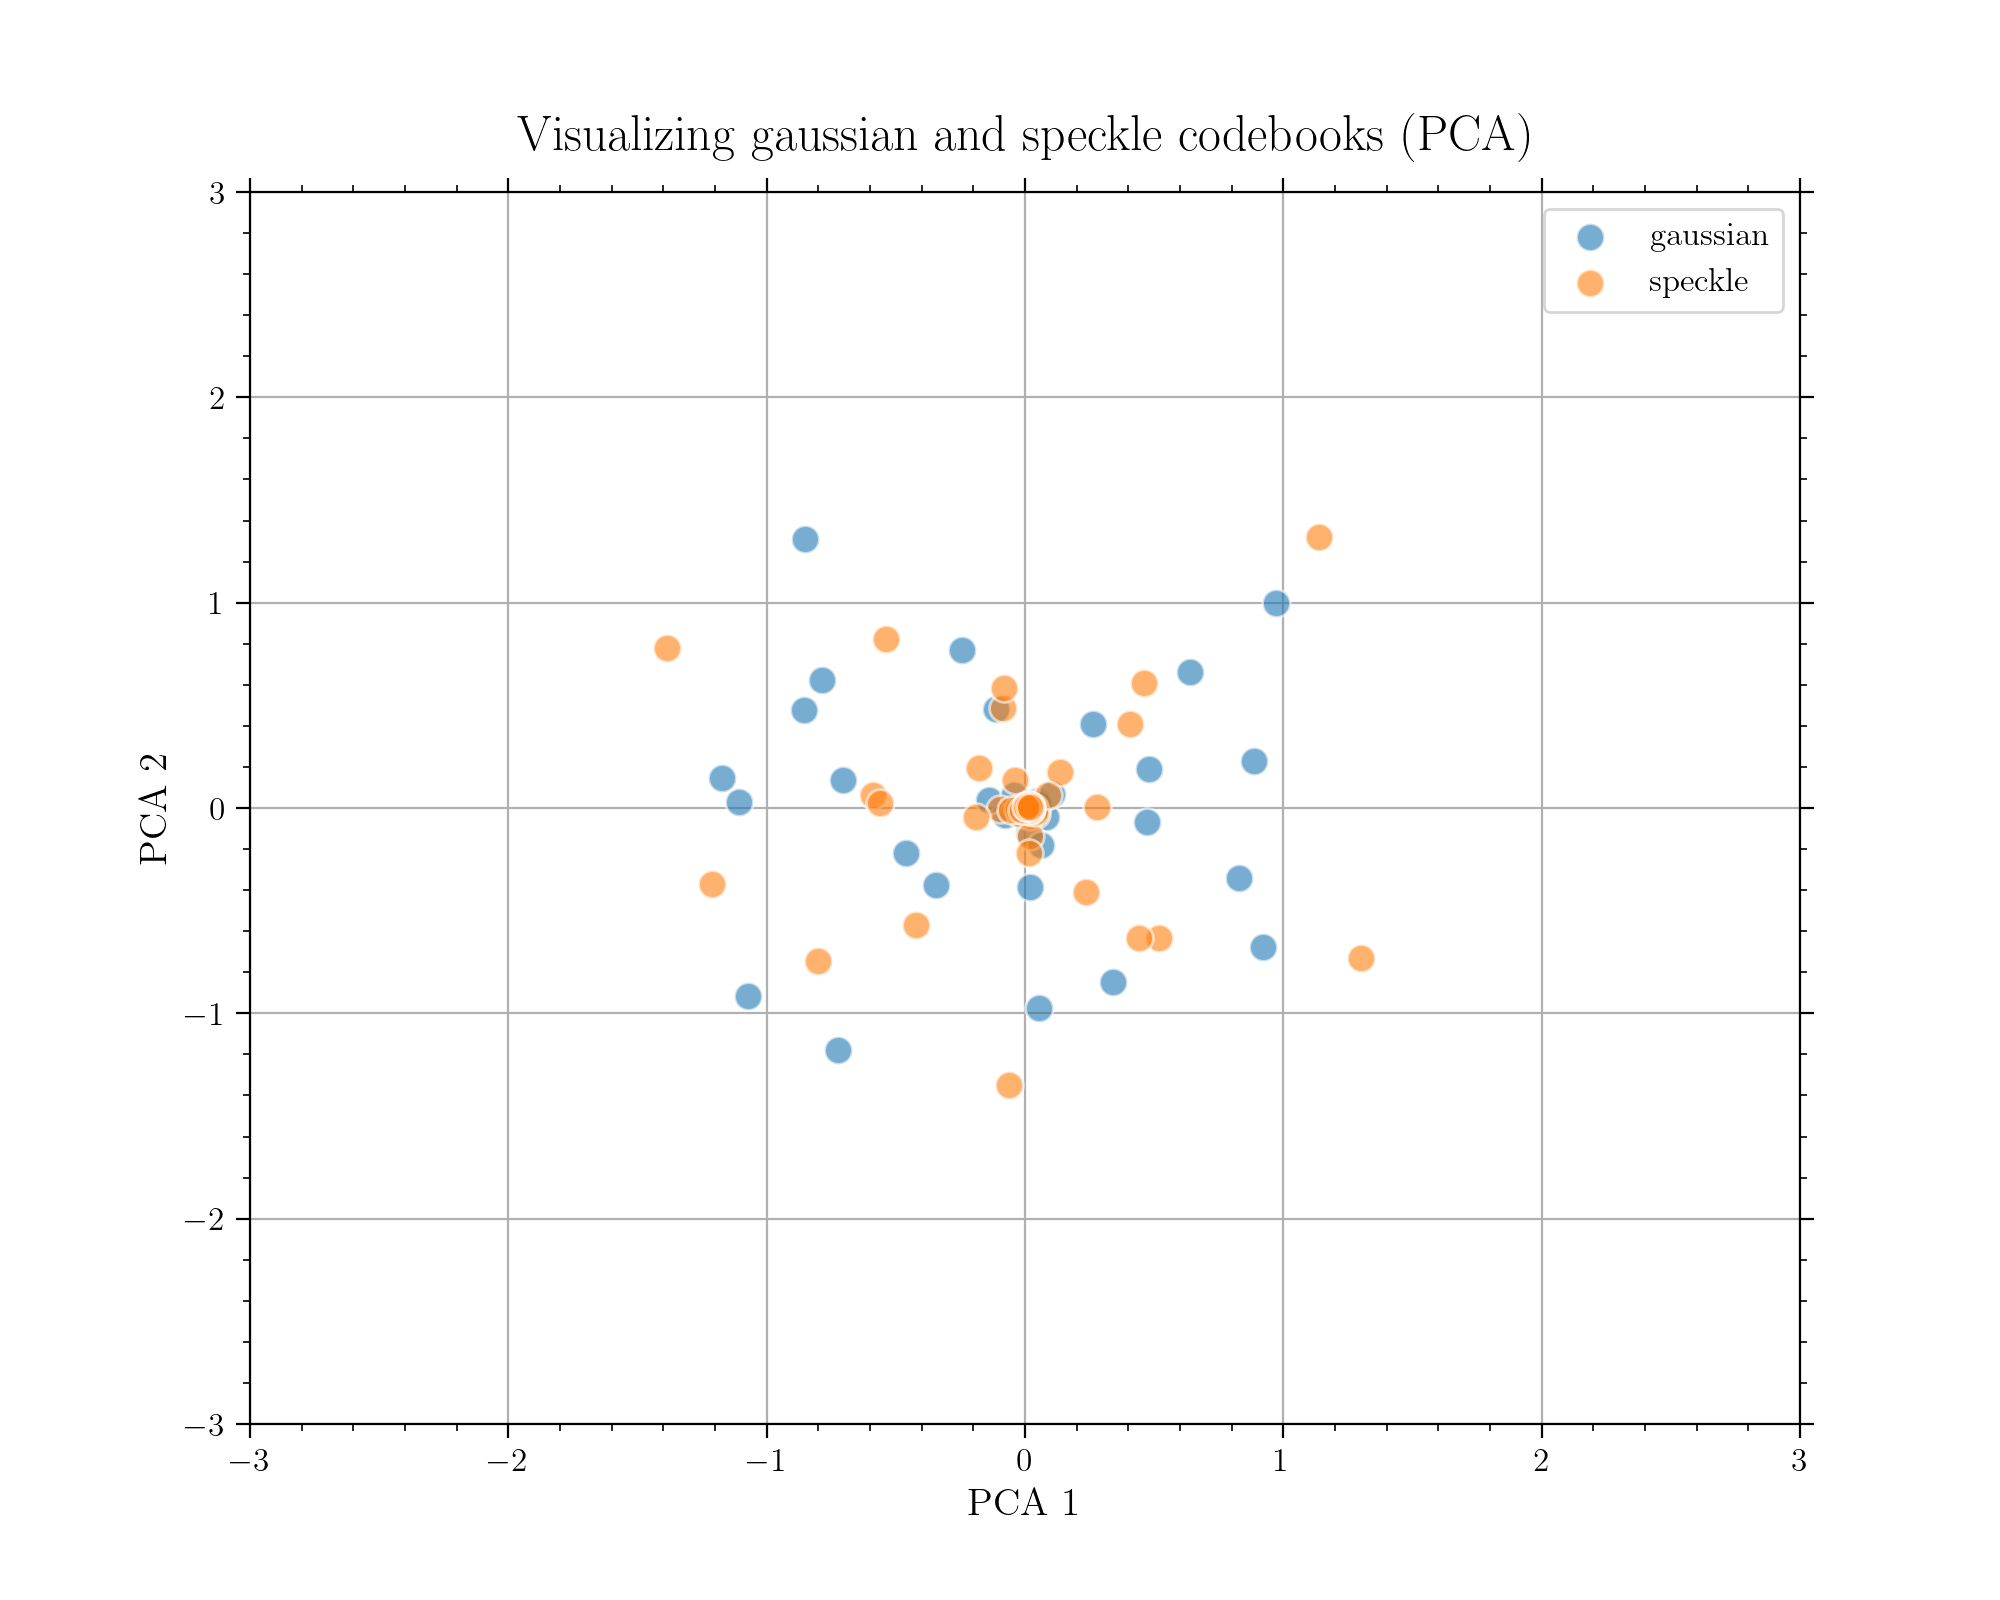 Visualizing gaussian and speckle codebooks (PCA)
gaussian
speckle
3
2
1
0
−1
−2
−3
PCA 2
−3
−2
−1
0
1
2
3
PCA 1